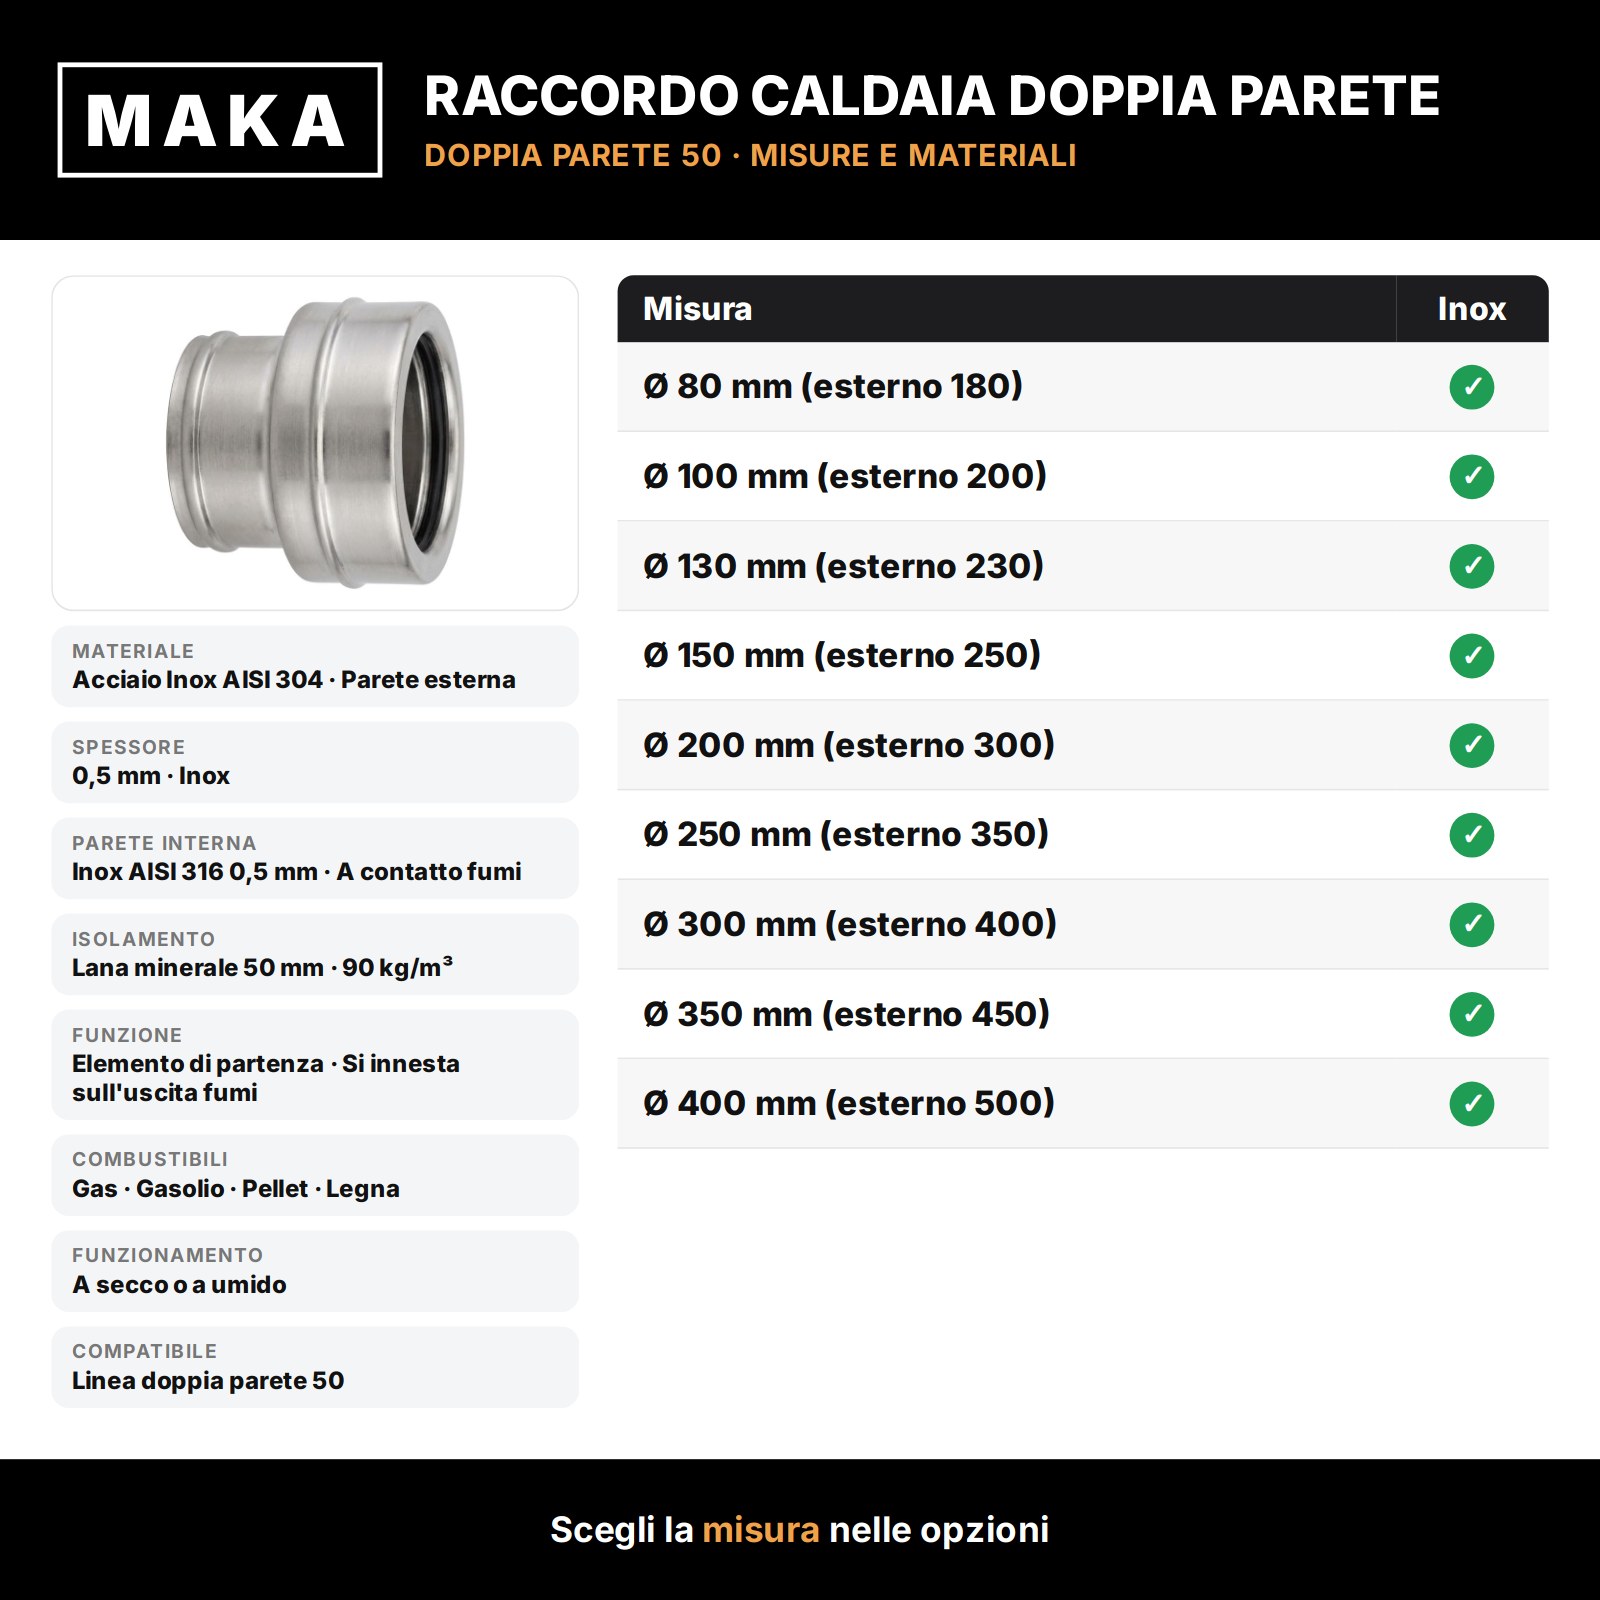 MAKA
RACCORDO CALDAIA DOPPIA PARETE
DOPPIA PARETE 50 · MISURE E MATERIALI
MATERIALE
Acciaio Inox AISI 304 · Parete esterna
SPESSORE
0,5 mm · Inox
PARETE INTERNA
Inox AISI 316 0,5 mm · A contatto fumi
ISOLAMENTO
Lana minerale 50 mm · 90 kg/m³
FUNZIONE
Elemento di partenza · Si innesta
sull'uscita fumi
COMBUSTIBILI
Gas · Gasolio · Pellet · Legna
FUNZIONAMENTO
A secco o a umido
COMPATIBILE
Linea doppia parete 50
Misura Inox
Ø 80 mm (esterno 180) ✓
Ø 100 mm (esterno 200) ✓
Ø 130 mm (esterno 230) ✓
Ø 150 mm (esterno 250) ✓
Ø 200 mm (esterno 300) ✓
Ø 250 mm (esterno 350) ✓
Ø 300 mm (esterno 400) ✓
Ø 350 mm (esterno 450) ✓
Ø 400 mm (esterno 500) ✓
Scegli la misura nelle opzioni